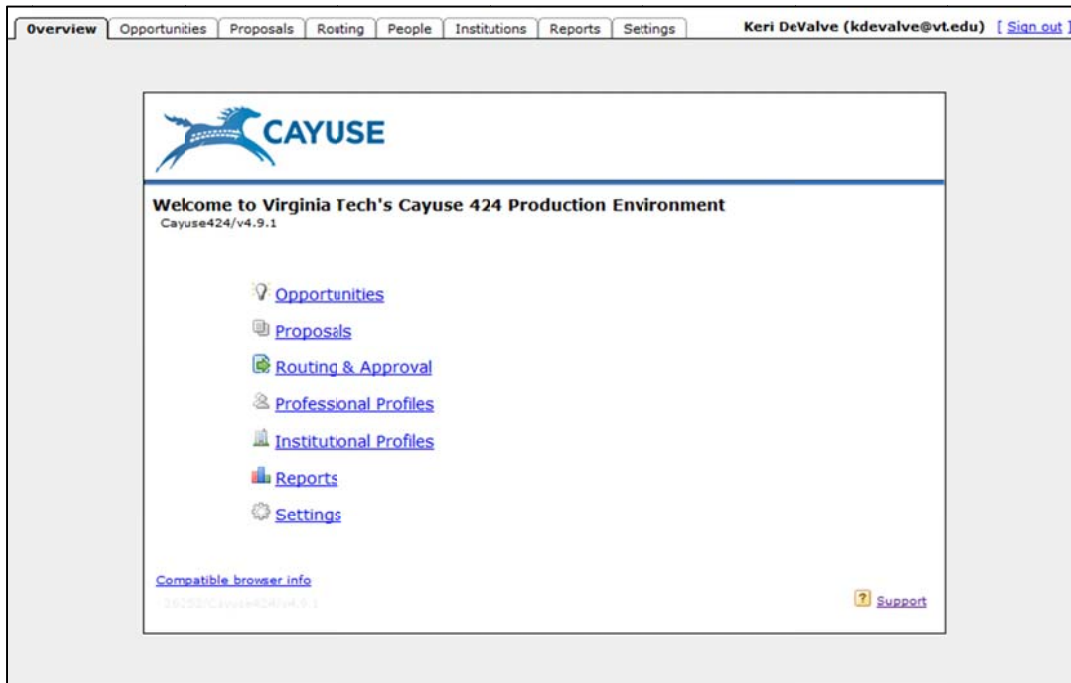 Overview Opportunities Proposals Routing People Institutions Reports Settings Keri DeValve (kdevalve@vt.edu) [ Sign out ]
CAYUSE
Welcome to Virginia Tech's Cayuse 424 Production Environment
Cayuse424/v4.9.1
Opportunities
Proposals
Routing & Approval
Professional Profiles
Institutional Profiles
Reports
Settings
Compatible browser info
? Support